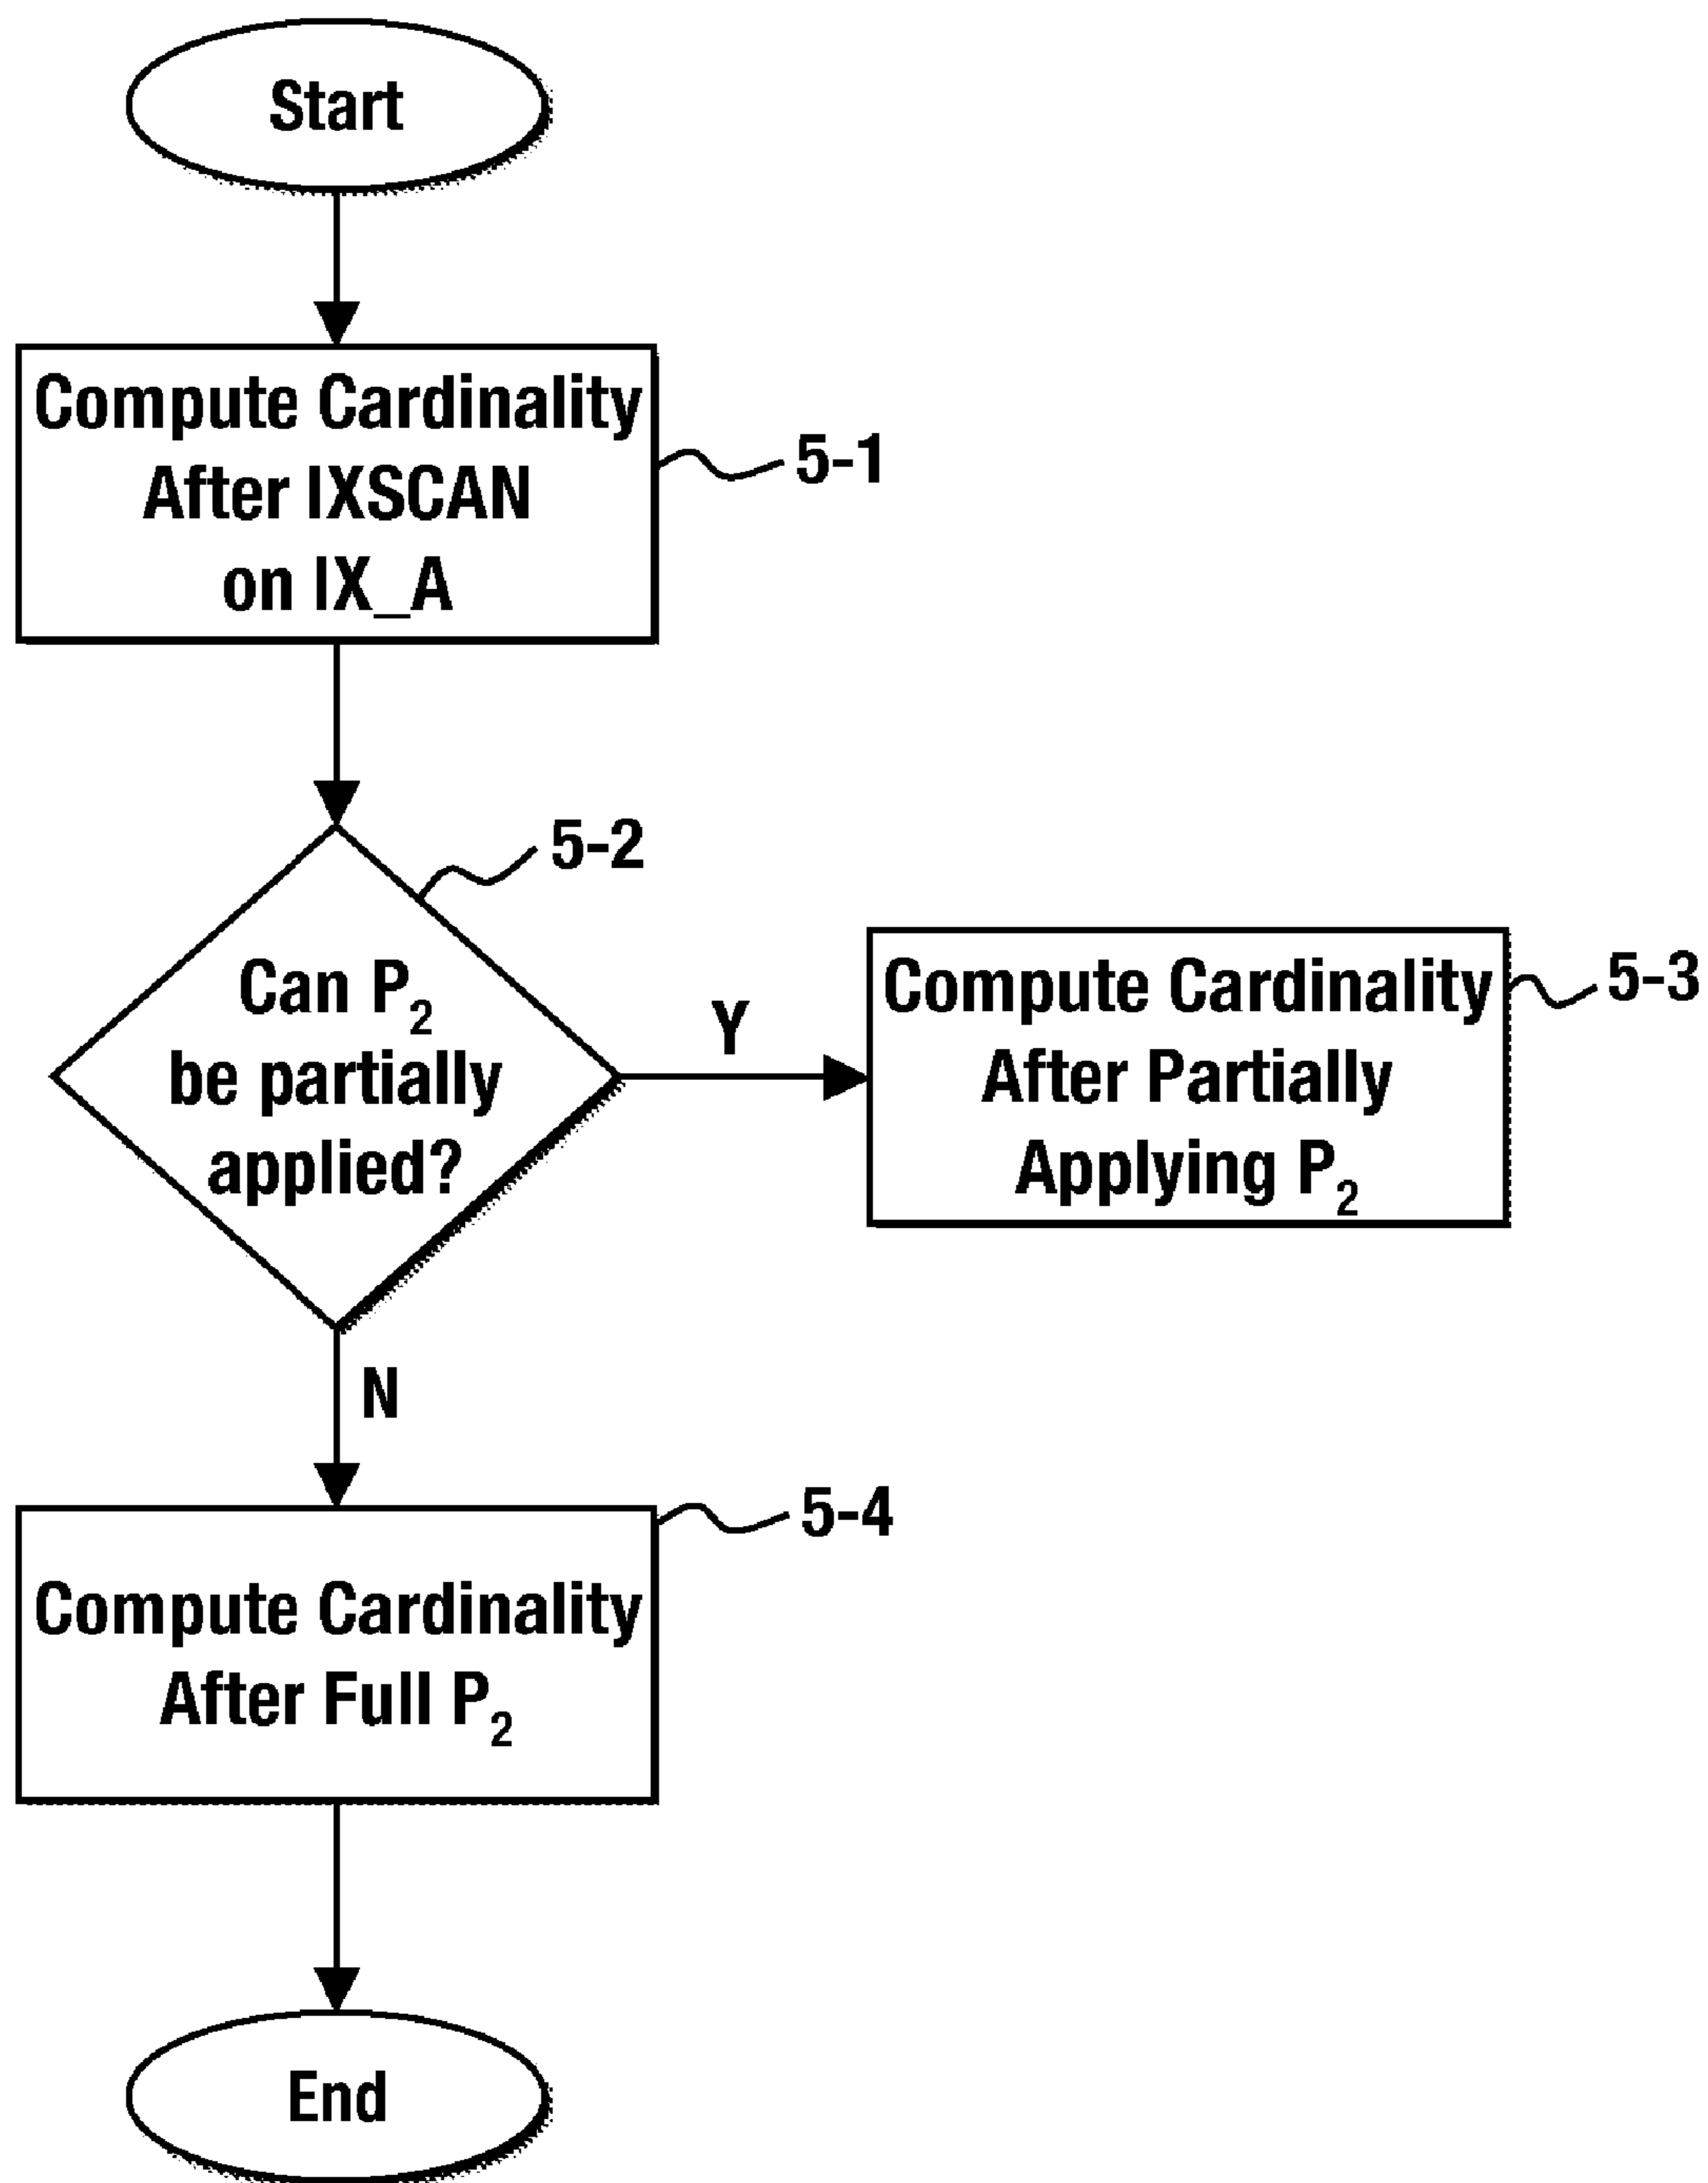 Start
Compute Cardinality
After IXSCAN
on IX_A
5-1
5-2
Can P₂
be partially
applied?
Y
Compute Cardinality
After Partially
Applying P₂
5-3
N
5-4
Compute Cardinality
After Full P₂
End